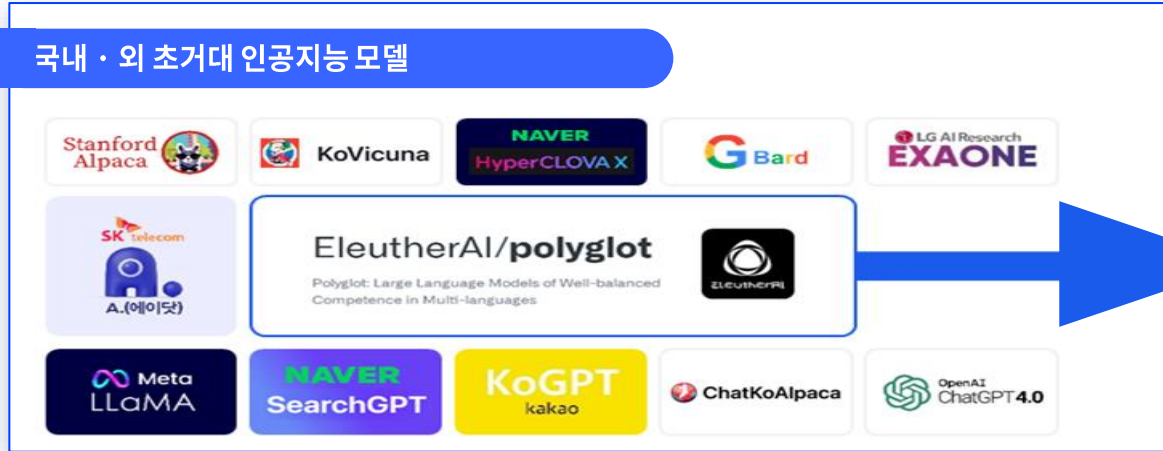 국내 · 외 초거대 인공지능 모델
Stanford
Alpaca
KoVicuna
NAVER
HyperCLOVA X
G Bard
LG AI Research
EXAONE
SK telecom
A.(에이닷)
EleutherAI/polyglot
Polyglot: Large Language Models of Well-balanced
Competence in Multi-languages
EleutherAI
Meta
LLaMA
NAVER
SearchGPT
KoGPT
kakao
ChatKoAlpaca
OpenAI
ChatGPT4.0